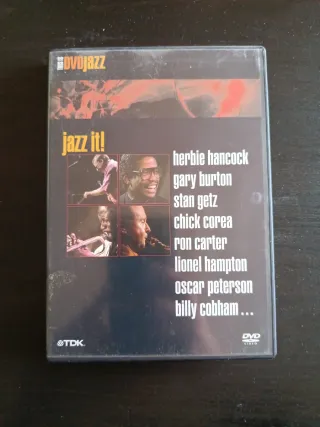 DVDjazz
jazz it!
herbie hancock
gary burton
stan getz
chick corea
ron carter
lionel hampton
oscar peterson
billy cobham ...
TDK
DVD
VIDEO